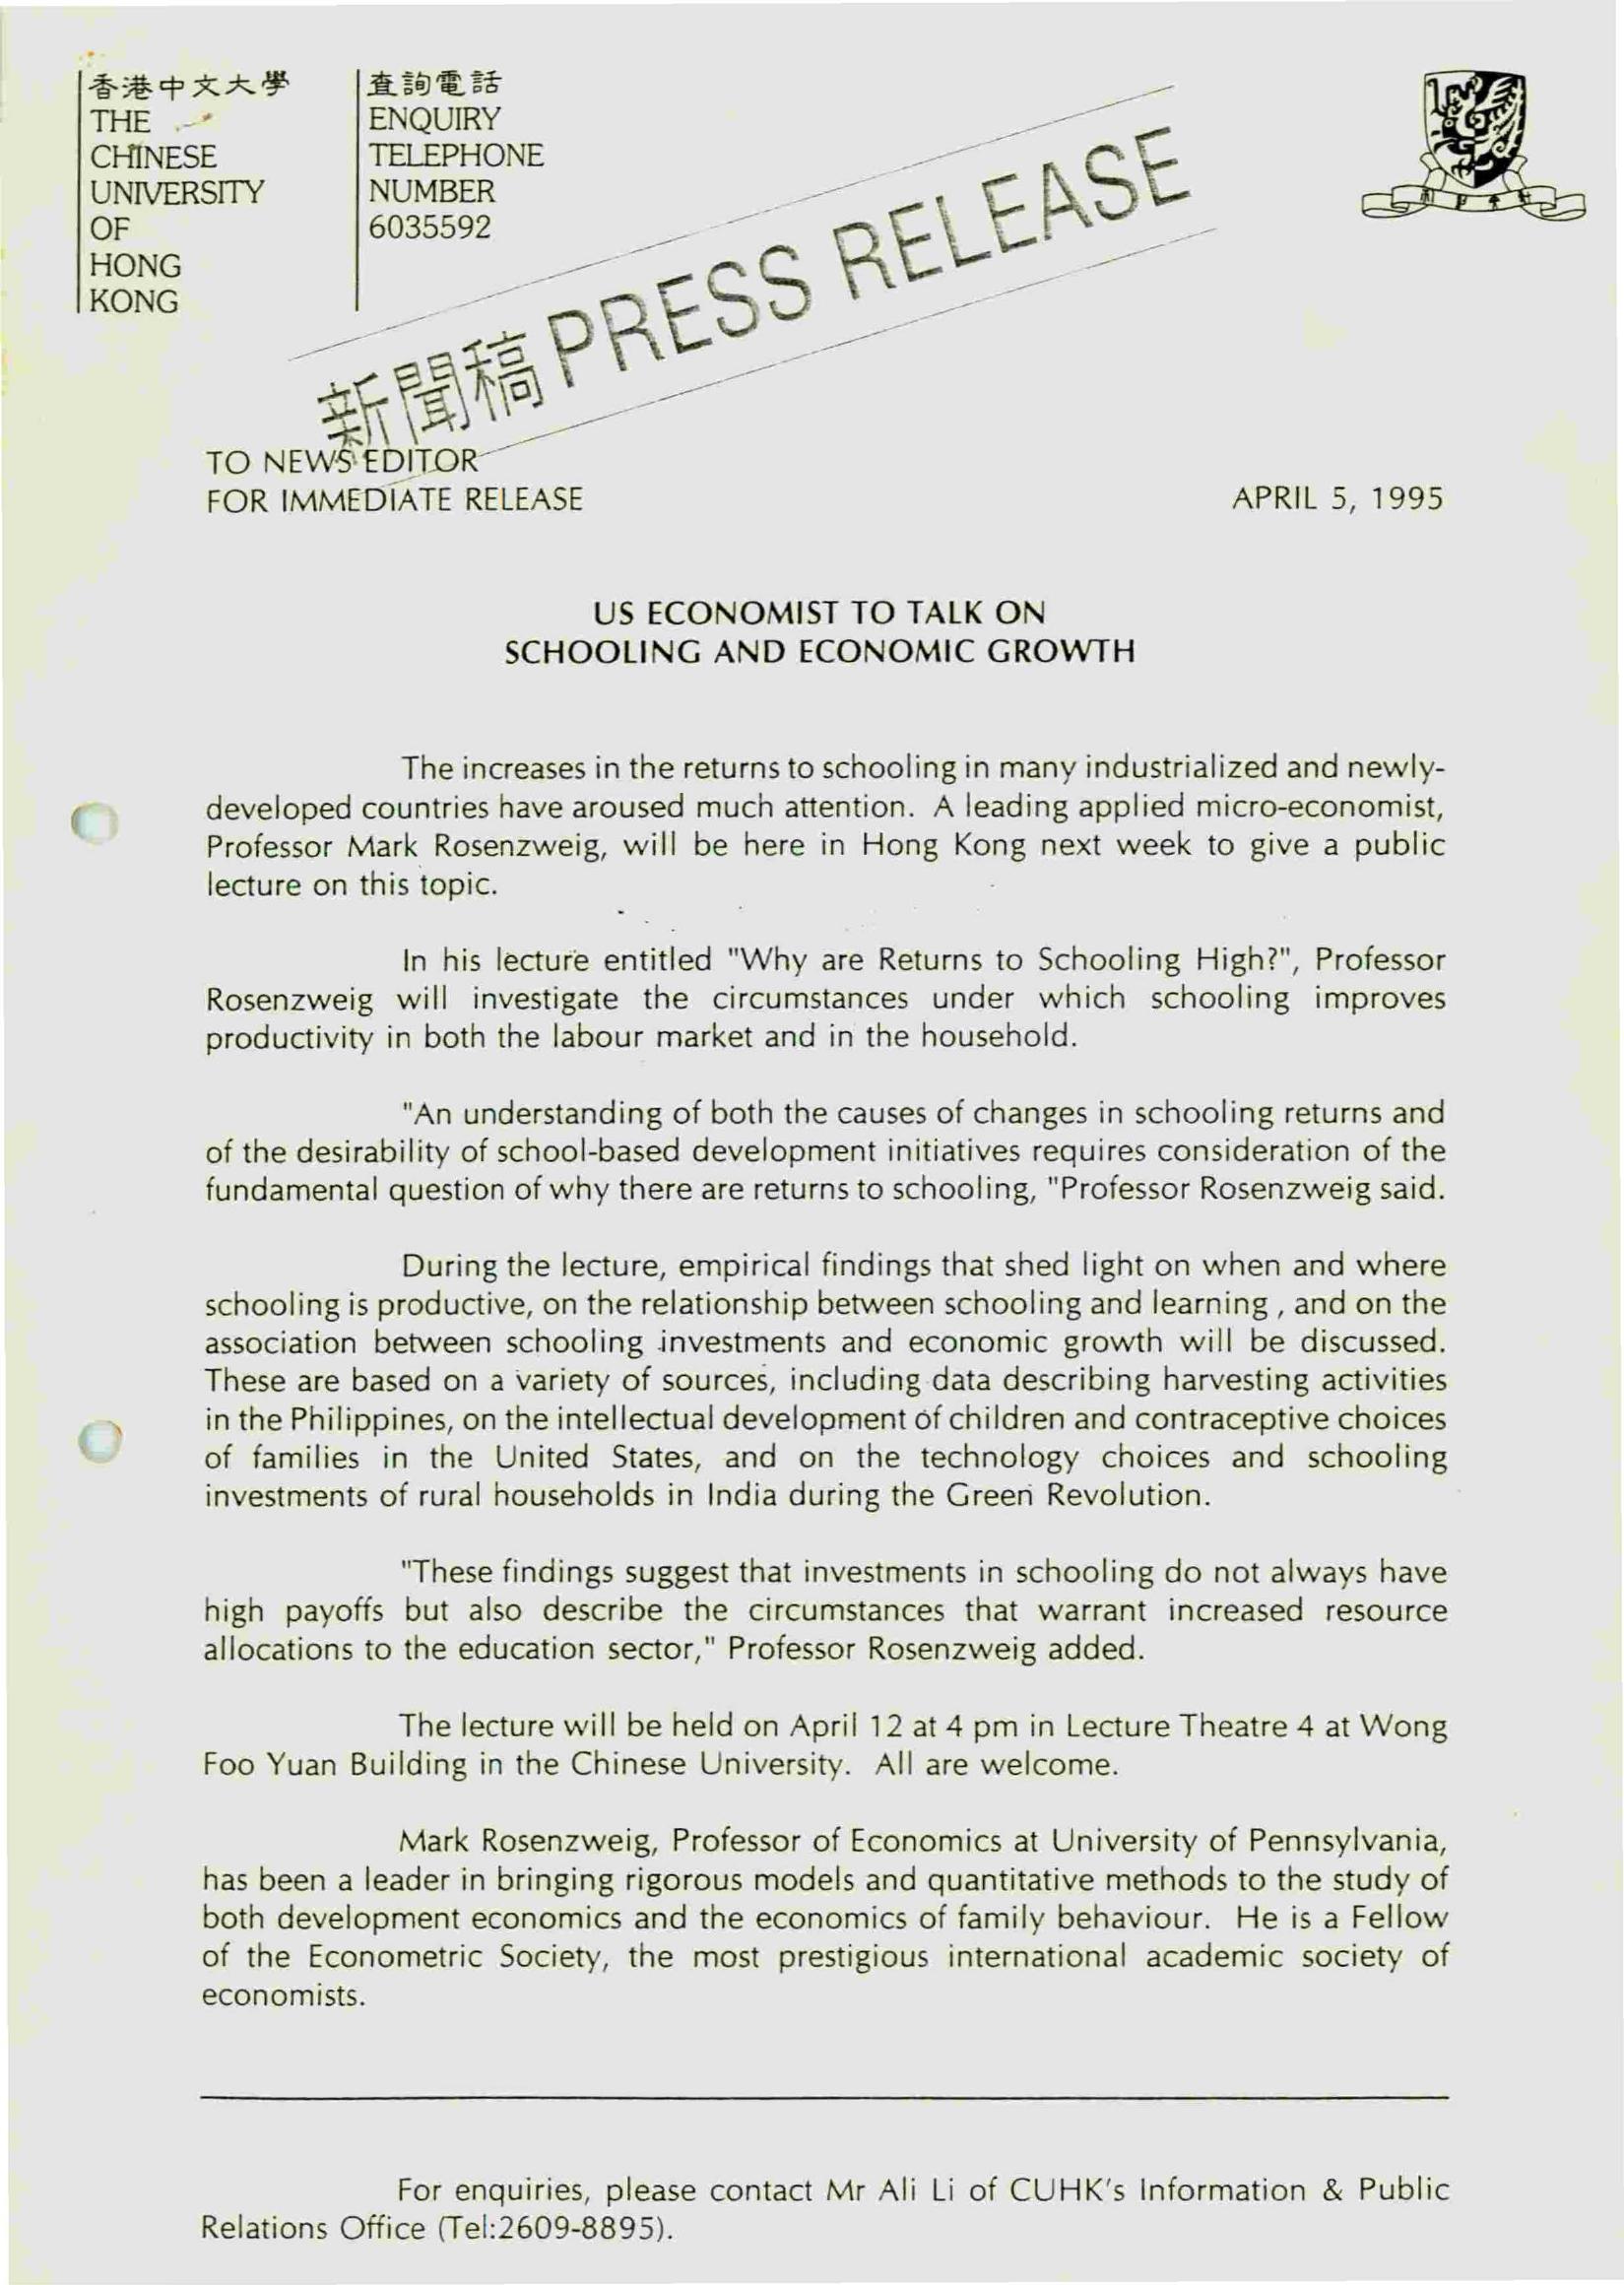 香港中文大學
THE
CHINESE
UNIVERSITY
OF
HONG
KONG
查詢電話
ENQUIRY
TELEPHONE
NUMBER
6035592
新聞稿 PRESS RELEASE
TO NEWS EDITOR
FOR IMMEDIATE RELEASE
APRIL 5, 1995
US ECONOMIST TO TALK ON
SCHOOLING AND ECONOMIC GROWTH
The increases in the returns to schooling in many industrialized and newly-
developed countries have aroused much attention. A leading applied micro-economist,
Professor Mark Rosenzweig, will be here in Hong Kong next week to give a public
lecture on this topic.
In his lecture entitled "Why are Returns to Schooling High?", Professor
Rosenzweig will investigate the circumstances under which schooling improves
productivity in both the labour market and in the household.
"An understanding of both the causes of changes in schooling returns and
of the desirability of school-based development initiatives requires consideration of the
fundamental question of why there are returns to schooling, "Professor Rosenzweig said.
During the lecture, empirical findings that shed light on when and where
schooling is productive, on the relationship between schooling and learning , and on the
association between schooling investments and economic growth will be discussed.
These are based on a variety of sources, including data describing harvesting activities
in the Philippines, on the intellectual development of children and contraceptive choices
of families in the United States, and on the technology choices and schooling
investments of rural households in India during the Green Revolution.
"These findings suggest that investments in schooling do not always have
high payoffs but also describe the circumstances that warrant increased resource
allocations to the education sector," Professor Rosenzweig added.
The lecture will be held on April 12 at 4 pm in Lecture Theatre 4 at Wong
Foo Yuan Building in the Chinese University. All are welcome.
Mark Rosenzweig, Professor of Economics at University of Pennsylvania,
has been a leader in bringing rigorous models and quantitative methods to the study of
both development economics and the economics of family behaviour. He is a Fellow
of the Econometric Society, the most prestigious international academic society of
economists.
For enquiries, please contact Mr Ali Li of CUHK's Information & Public
Relations Office (Tel:2609-8895).